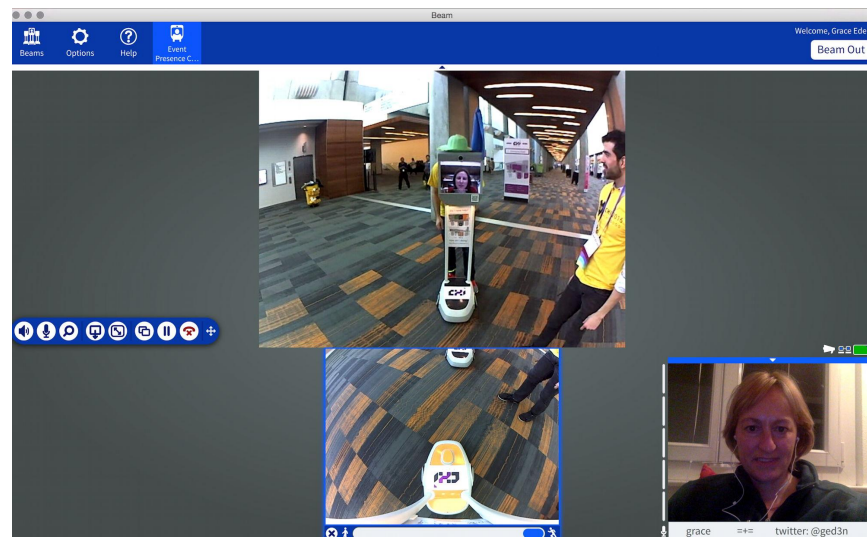 Beam
Beams
Options
Help
Event
Presence C...
Welcome, Grace Ede
Beam Out
CHI
CHI
grace =+= twitter: @ged3n